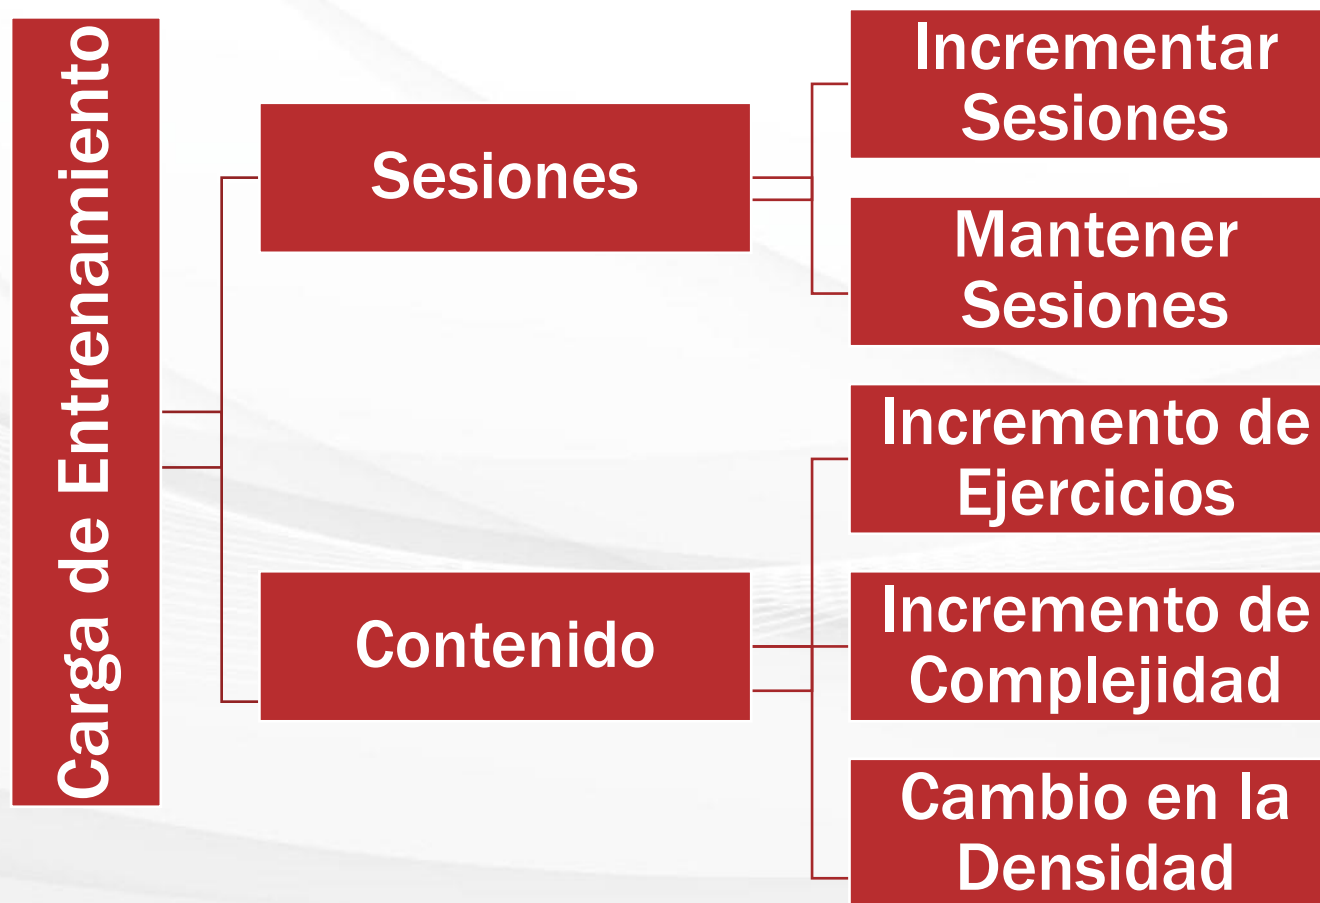 Carga de Entrenamiento
Sesiones
Incrementar
Sesiones
Mantener
Sesiones
Contenido
Incremento de
Ejercicios
Incremento de
Complejidad
Cambio en la
Densidad